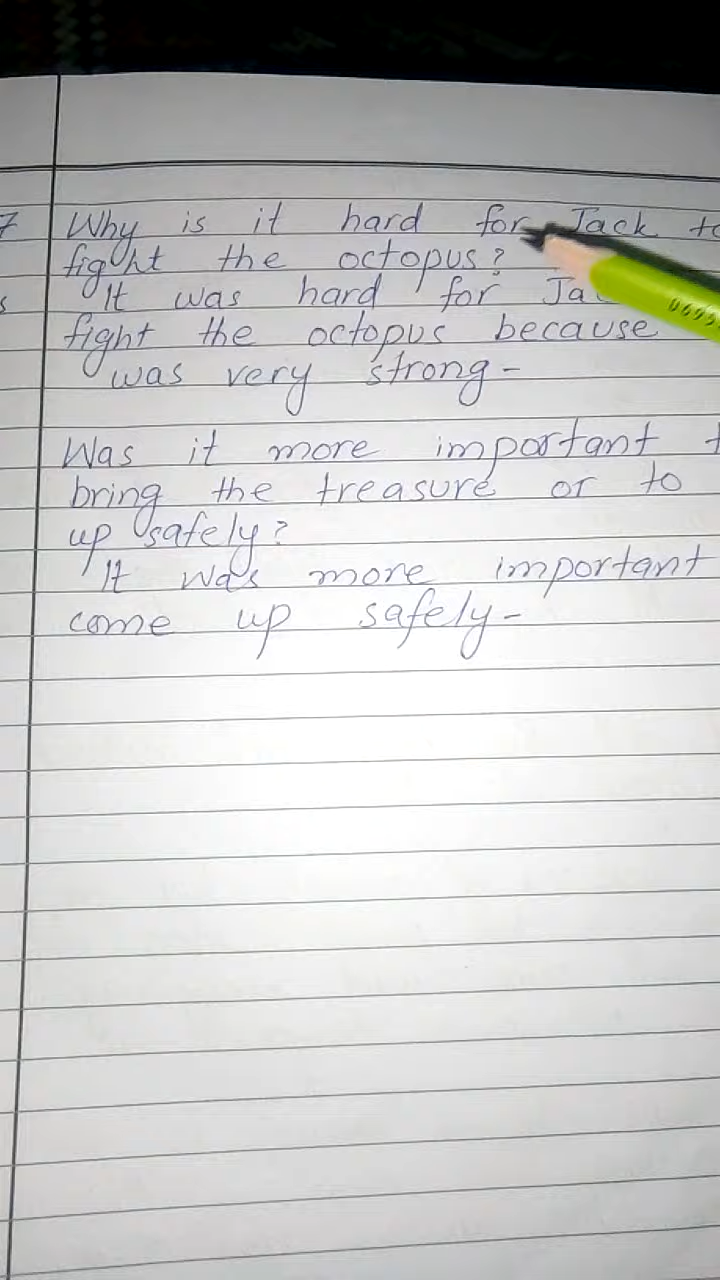 7 Why is it hard for Jack to
fight the octopus?
s It was hard for Ja
fight the octopus because
was very strong-
Was it more important t
bring the treasure or to
up safely?
It was more important
come up safely-